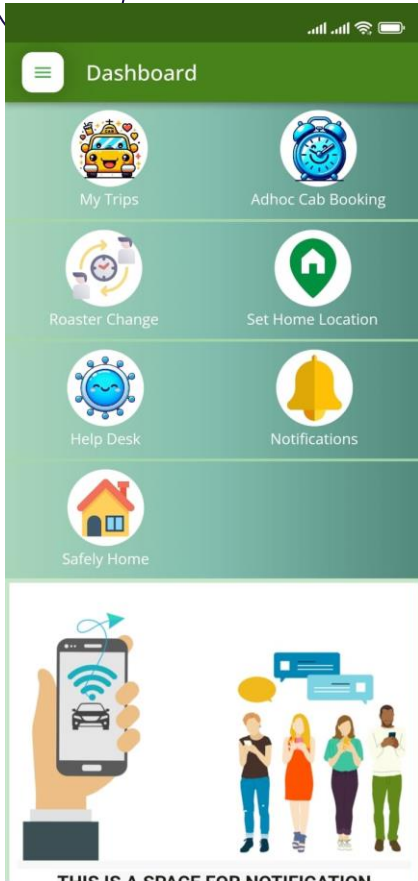 Dashboard
My Trips
Adhoc Cab Booking
Roaster Change
Set Home Location
Help Desk
Notifications
Safely Home
THIS IS A SPACE FOR NOTIFICATION